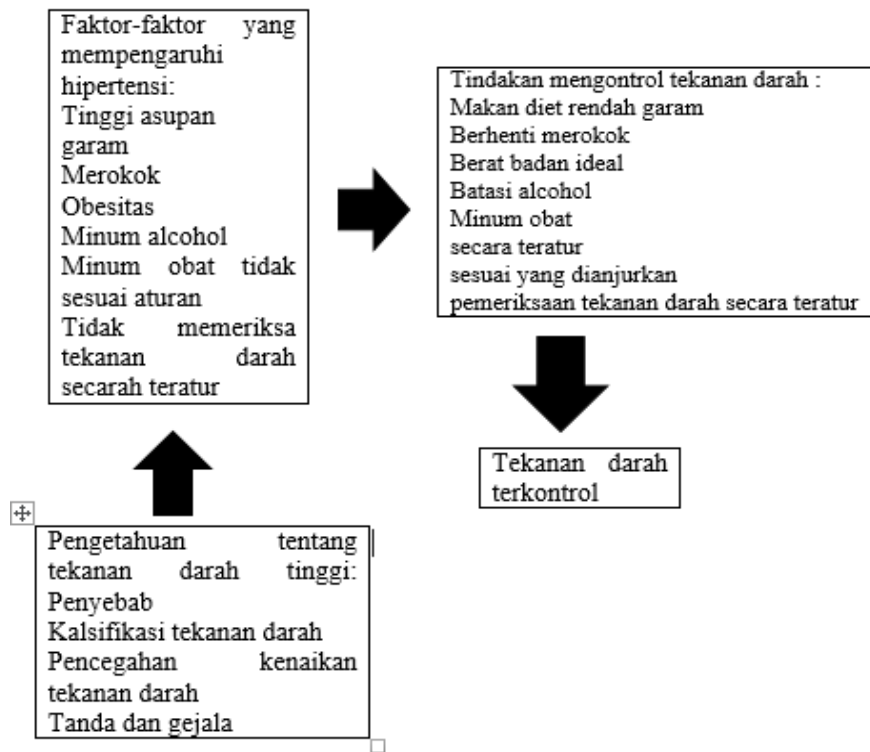 Faktor-faktor yang
mempengaruhi
hipertensi:
Tinggi asupan
garam
Merokok
Obesitas
Minum alcohol
Minum obat tidak
sesuai aturan
Tidak memeriksa
tekanan darah
secarah teratur
Tindakan mengontrol tekanan darah :
Makan diet rendah garam
Berhenti merokok
Berat badan ideal
Batasi alcohol
Minum obat
secara teratur
sesuai yang dianjurkan
pemeriksaan tekanan darah secara teratur
Tekanan darah
terkontrol
Pengetahuan tentang
tekanan darah tinggi:
Penyebab
Kalsifikasi tekanan darah
Pencegahan kenaikan
tekanan darah
Tanda dan gejala